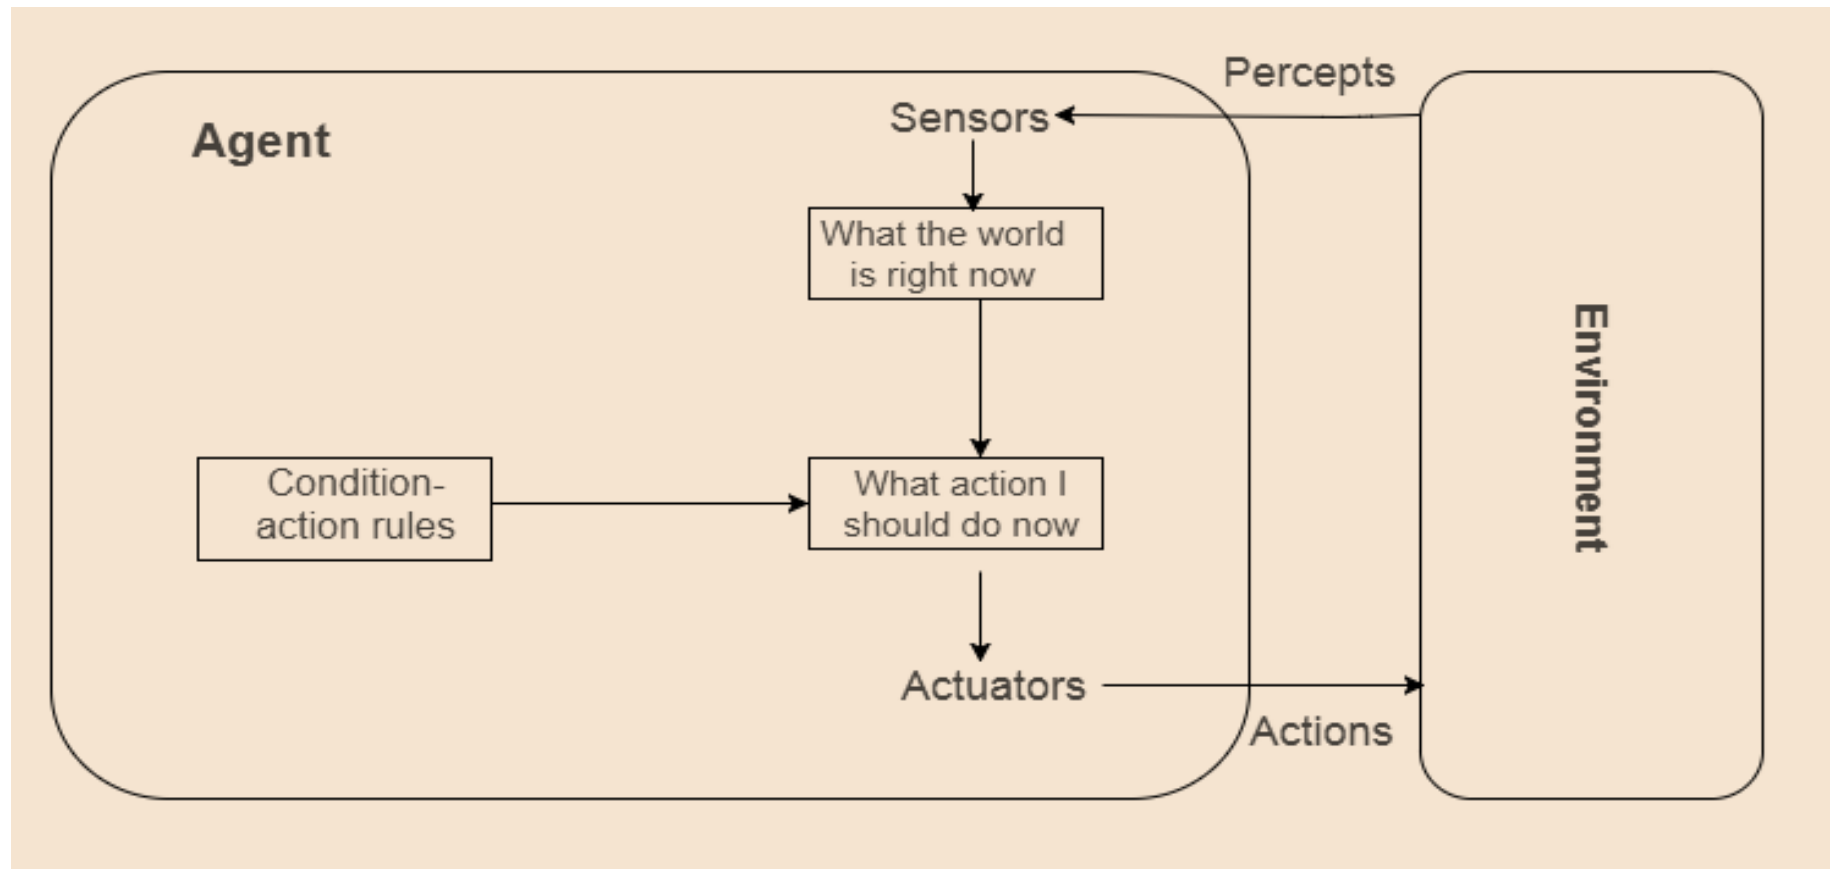 Percepts
Sensors
Agent
What the world
is right now
Environment
Condition-
action rules
What action I
should do now
Actuators
Actions